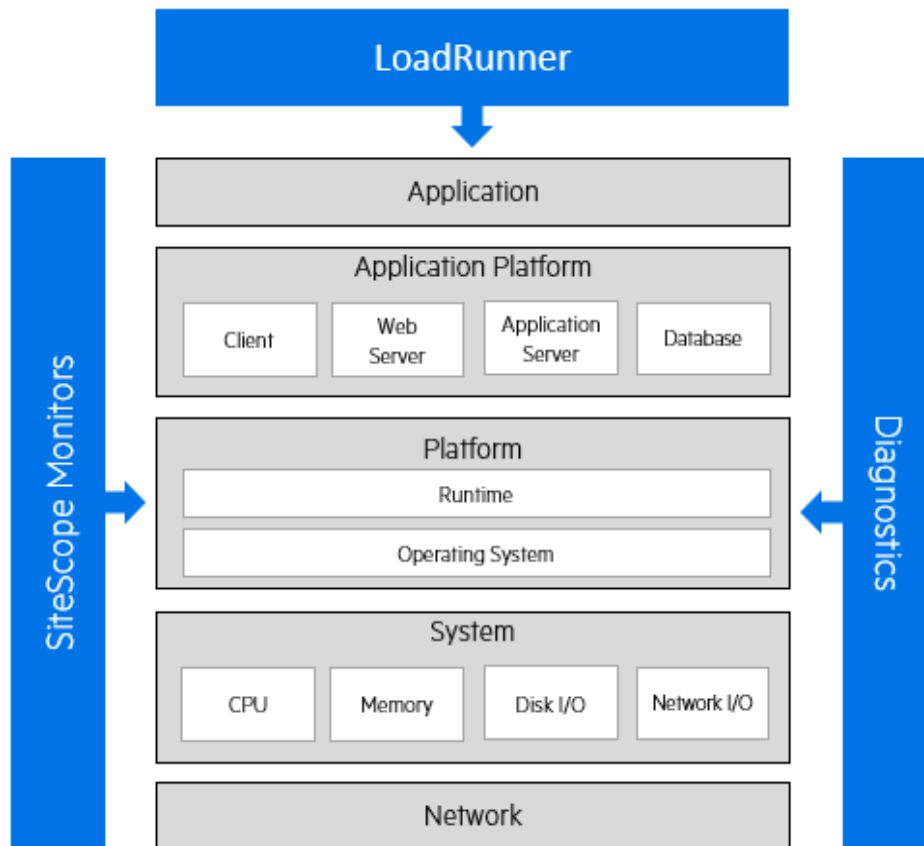 LoadRunner
SiteScope Monitors
Application
Application Platform
Client
Web
Server
Application
Server
Database
Platform
Runtime
Operating System
System
CPU
Memory
Disk I/O
Network I/O
Network
Diagnostics